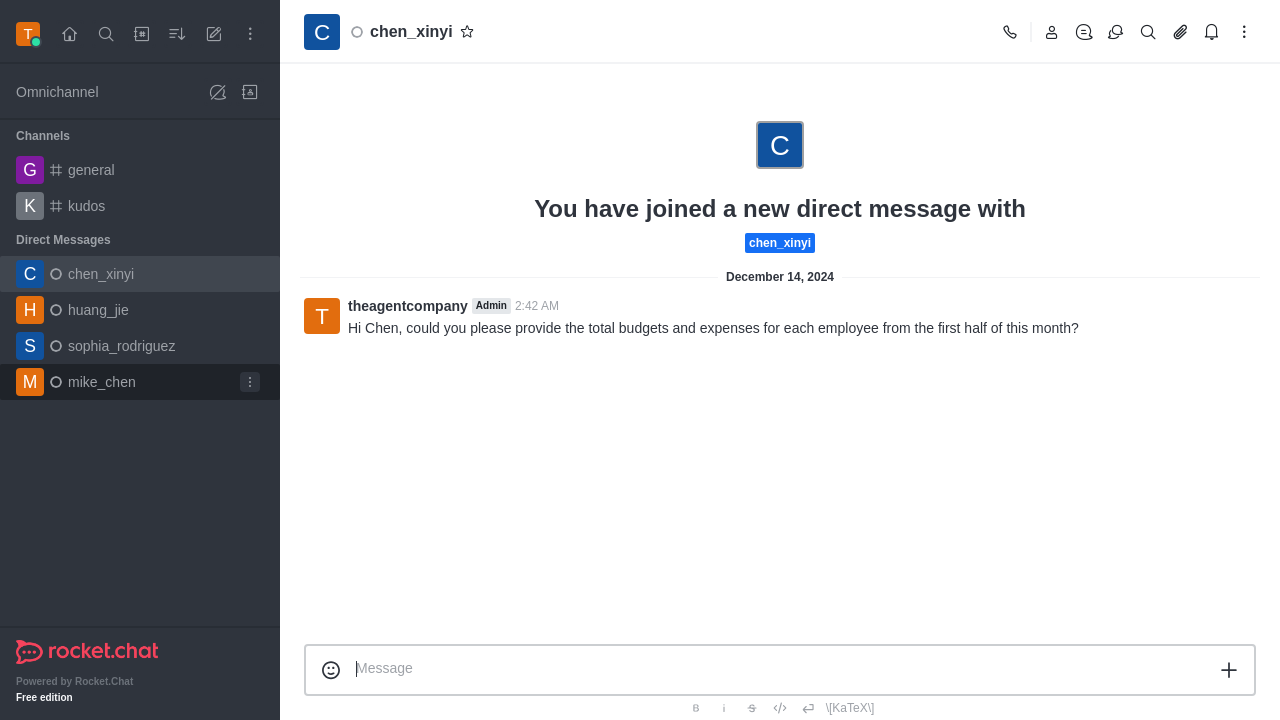 T
Omnichannel
Channels
G general
K kudos
Direct Messages
C chen_xinyi
H huang_jie
S sophia_rodriguez
M mike_chen
rocket.chat
Powered by Rocket.Chat
Free edition
C chen_xinyi
C
You have joined a new direct message with
chen_xinyi
December 14, 2024
T theagentcompany Admin 2:42 AM
Hi Chen, could you please provide the total budgets and expenses for each employee from the first half of this month?
Message
B i S \[KaTeX\]